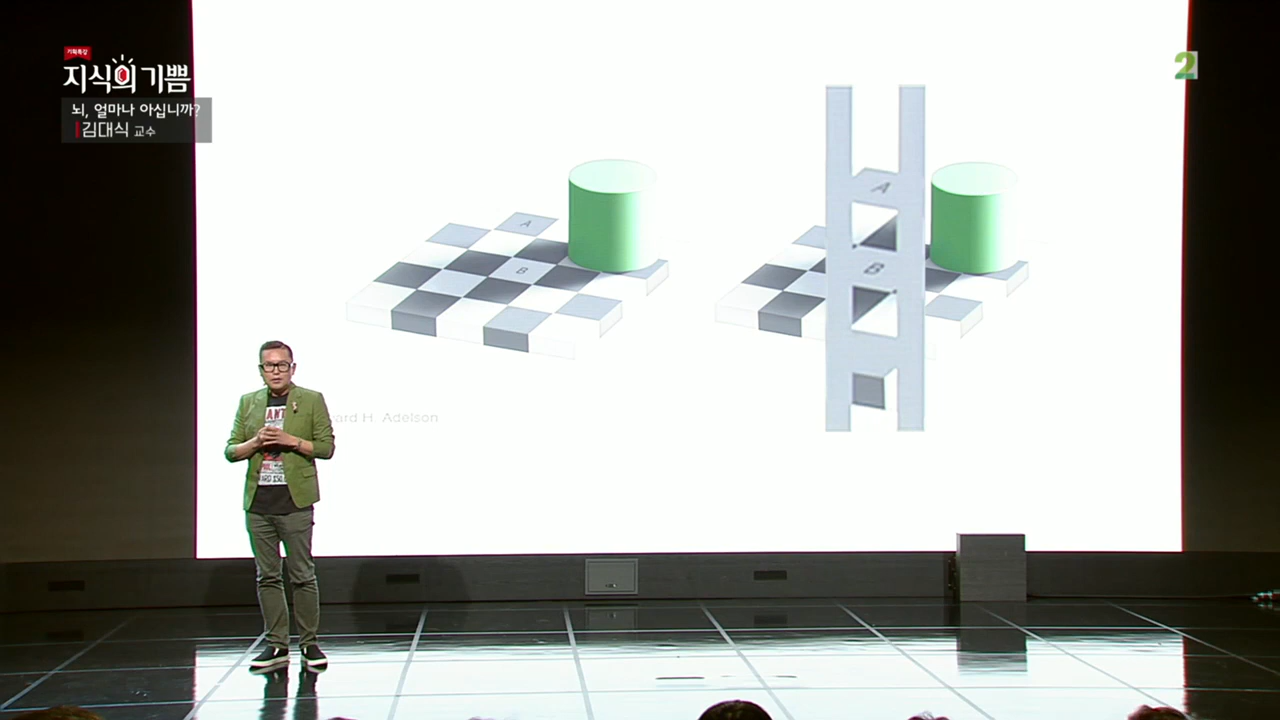 기획특강
지식의 기쁨
뇌, 얼마나 아십니까?
김대식 교수
2
A
B
A
B
ard H. Adelson